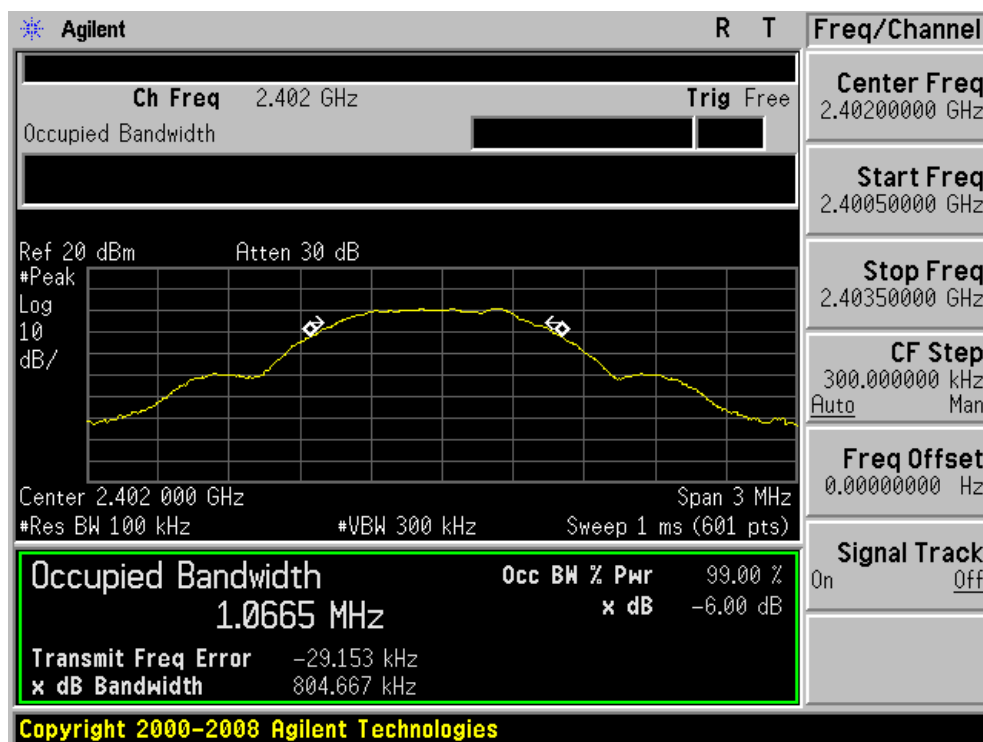 Agilent R T Freq/Channel
Ch Freq 2.402 GHz Trig Free
Occupied Bandwidth
Center Freq
2.40200000 GHz
Start Freq
2.40050000 GHz
Stop Freq
2.40350000 GHz
CF Step
300.000000 kHz
Auto Man
Freq Offset
0.00000000 Hz
Signal Track
On Off
Ref 20 dBm Atten 30 dB
#Peak
Log
10
dB/
Center 2.402 000 GHz Span 3 MHz
#Res BW 100 kHz #VBW 300 kHz Sweep 1 ms (601 pts)
Occupied Bandwidth Occ BW % Pwr 99.00 %
1.0665 MHz x dB -6.00 dB
Transmit Freq Error -29.153 kHz
x dB Bandwidth 804.667 kHz
Copyright 2000-2008 Agilent Technologies